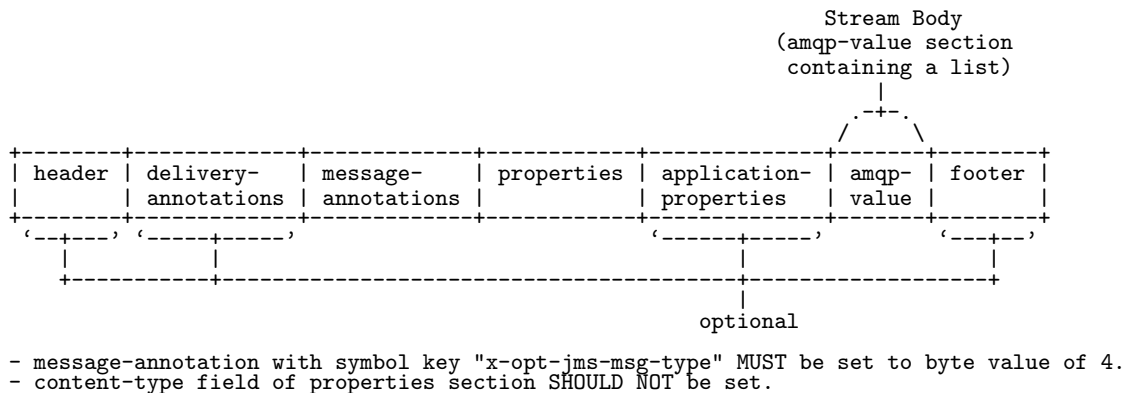 Stream Body
                                                          (amqp-value section
                                                           containing a list)
                                                                   |
                                                                 .-+-.
                                                                /     \
+--------+-------------+-------------+------------+--------------+-------+--------+
| header | delivery-   | message-    | properties | application- | amqp- | footer |
|        | annotations | annotations |            | properties   | value |        |
+--------+-------------+-------------+------------+--------------+-------+--------+
 ‘--+---’ ‘-----+-----’                            ‘------+-----’         ‘---+--’
    |           |                                         |                   |
    +-----------+-----------------------------------------+-------------------+
                                                          |
                                                       optional
- message-annotation with symbol key "x-opt-jms-msg-type" MUST be set to byte value of 4.
- content-type field of properties section SHOULD NOT be set.